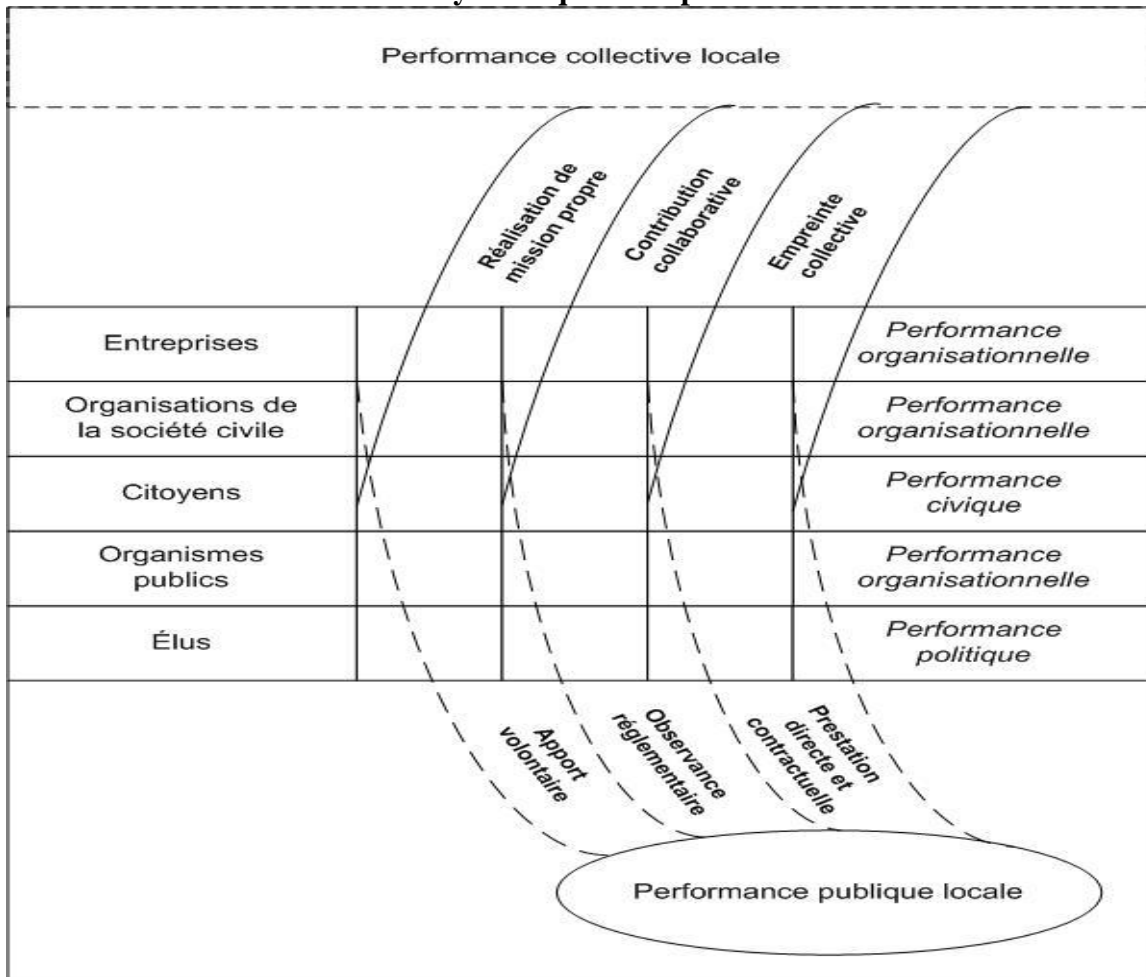 Performance collective locale
Réalisation de
mission propre
Contribution
collaborative
Empreinte
collective
Entreprises
Performance
organisationnelle
Organisations de
la société civile
Performance
organisationnelle
Citoyens
Performance
civique
Organismes
publics
Performance
organisationnelle
Élus
Performance
politique
Apport
volontaire
Observance
réglementaire
Prestation
directe et
contractuelle
Performance publique locale